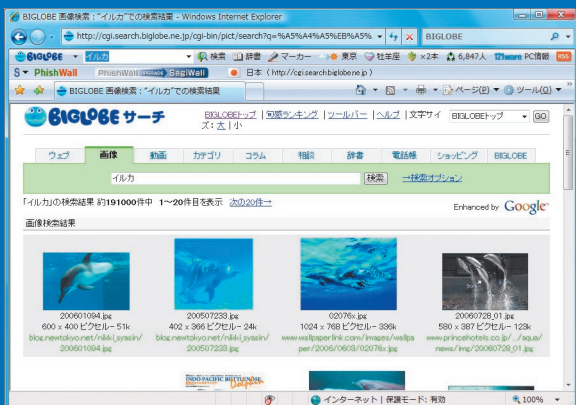 BIGLOBE 画像検索："イルカ"での検索結果 - Windows Internet Explorer
http://cgi.search.biglobe.ne.jp/cgi-bin/pict/search?q=%A5%A4%A5%EB%A5%
BIGLOBE
BIGLOBE イルカ 検索 辞書 マーカー 東京 牡羊座 ×2本 6,847人 121ware PC情報 RSS
PhishWall PhishWall SagiWall 日本 ( http://cgi.search.biglobe.ne.jp )
BIGLOBE 画像検索："イルカ"での検索結果 ページ(P) ツール(O)
BIGLOBE サーチ
BIGLOBEトップ | 旬感ランキング | ツールバー | ヘルプ | 文字サイズ：大 | 小
BIGLOBEトップ GO
ウェブ 画像 動画 カテゴリ コラム 相談 辞書 電話帳 ショッピング BIGLOBE
イルカ 検索 →検索オプション
「イルカ」の検索結果 約191000件中 1～20件目を表示 次の20件→
Enhanced by Google
画像検索結果
200601094.jpg
600 x 400 ピクセル - 51k
blog.newtokyo.net/nikki_syasin/
200601094.jpg
200507233.jpg
402 x 366 ピクセル - 24k
blog.newtokyo.net/nikki_syasin/
200507233.jpg
02076x.jpg
1024 x 768 ピクセル - 336k
www.wallpaperlink.com/images/wallpa
per/2006/0603/02076x.jpg
20060728_01.jpg
580 x 387 ピクセル - 123k
www.princehotels.co.jp/.../aqua/
news/img/20060728_01.jpg
INDO-PACIFIC BOTTLENOSE
Dolphin
インターネット | 保護モード: 有効
100%